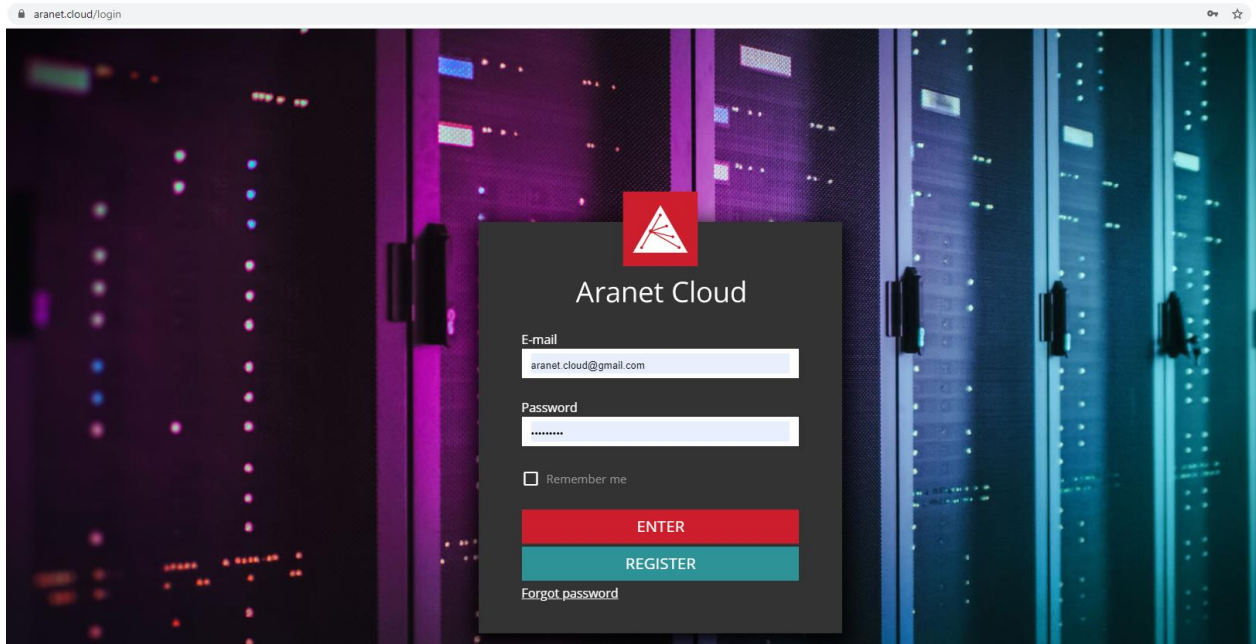 aranet.cloud/login
Aranet Cloud
E-mail
aranet.cloud@gmail.com
Password
•••••••••
Remember me
ENTER
REGISTER
Forgot password